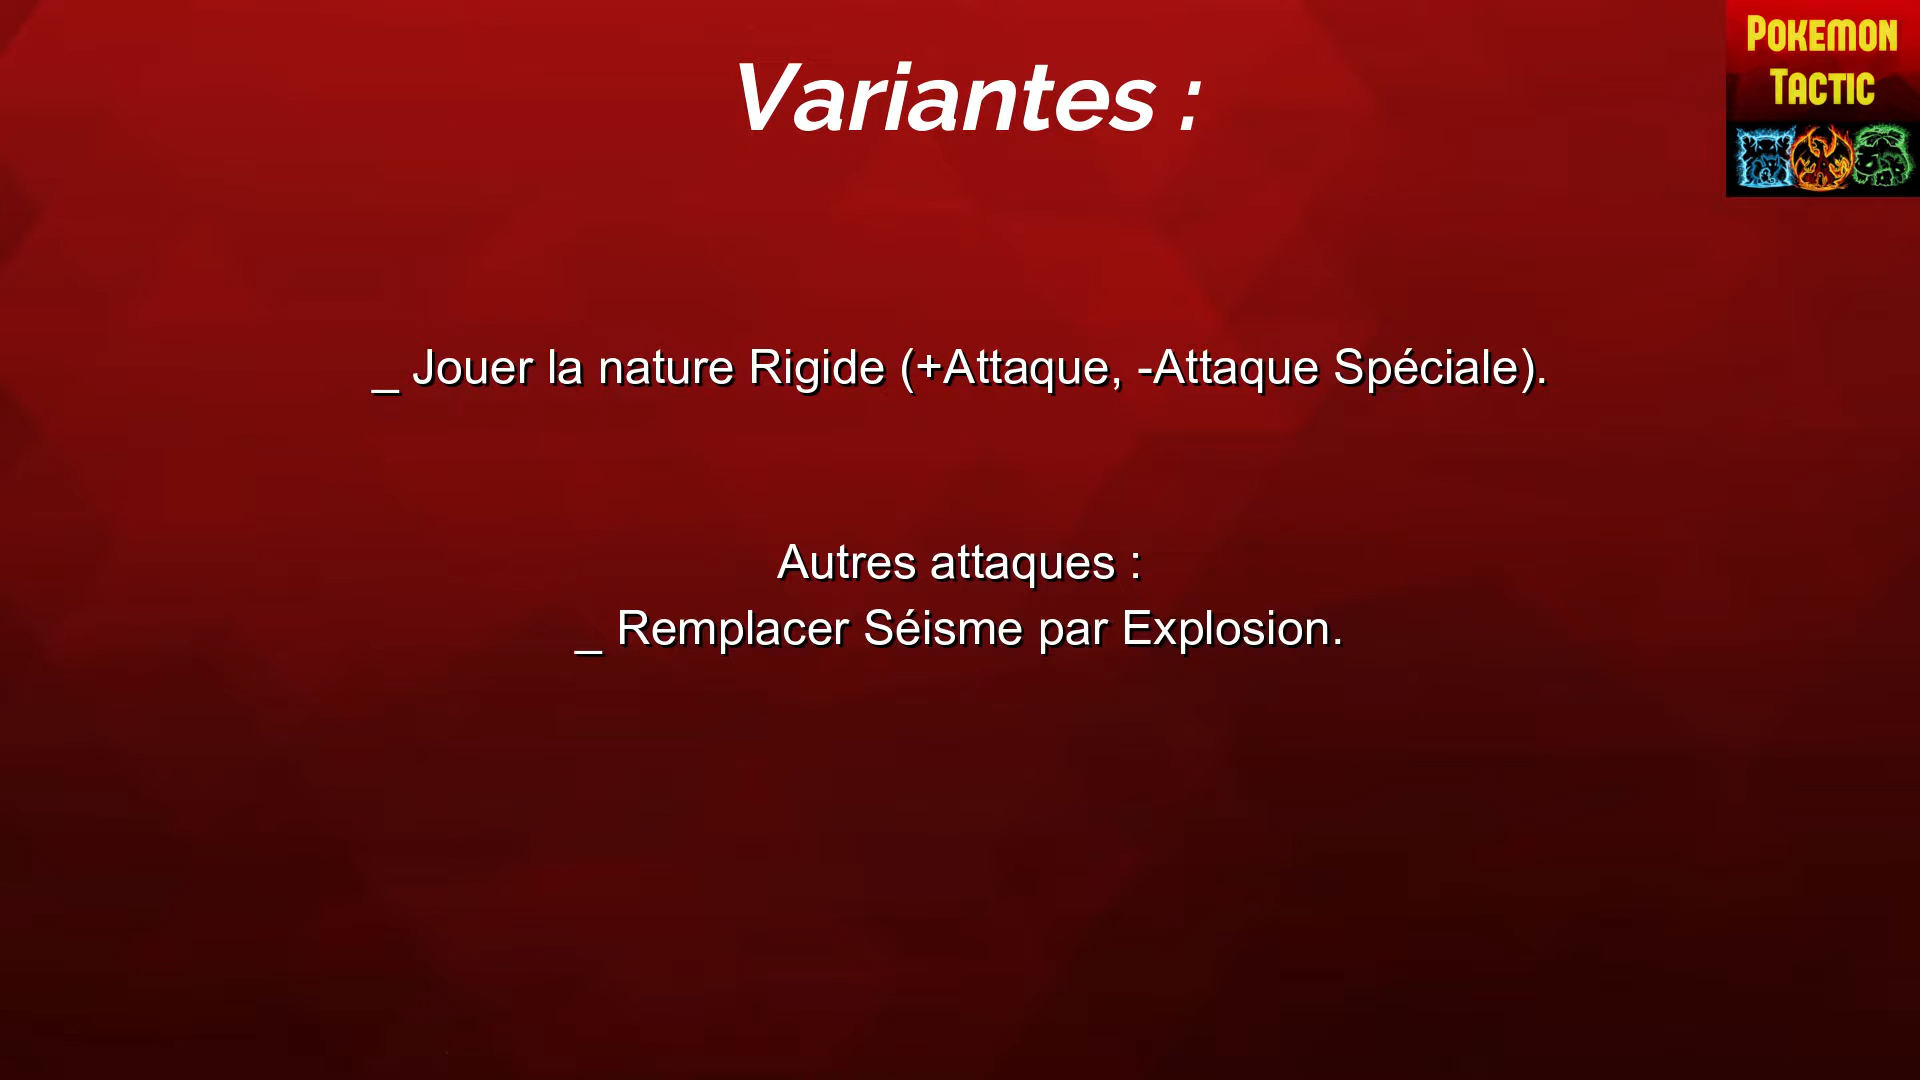 Variantes :
POKEMON
TACTIC
_ Jouer la nature Rigide (+Attaque, -Attaque Spéciale).
Autres attaques :
_ Remplacer Séisme par Explosion.